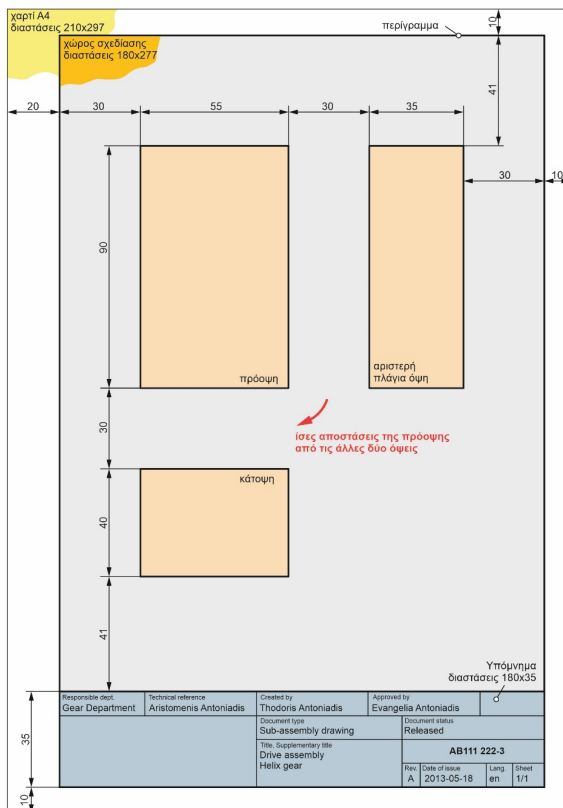 χαρτί Α4
διαστάσεις 210x297
χώρος σχεδίασης
διαστάσεις 180x277
περίγραμμα
10
41
20
30
55
30
35
30
10
90
πρόοψη
αριστερή
πλάγια όψη
30
ίσες αποστάσεις της πρόοψης
από τις άλλες δύο όψεις
κάτοψη
40
41
Υπόμνημα
διαστάσεις 180x35
35
10
Responsible dept.
Gear Department
Technical reference
Aristomenis Antoniadis
Created by
Thodoris Antoniadis
Approved by
Evangelia Antoniadis
Document type
Sub-assembly drawing
Document status
Released
Title, Supplementary title
Drive assembly
Helix gear
AB111 222-3
Rev.
A
Date of issue
2013-05-18
Lang.
en
Sheet
1/1